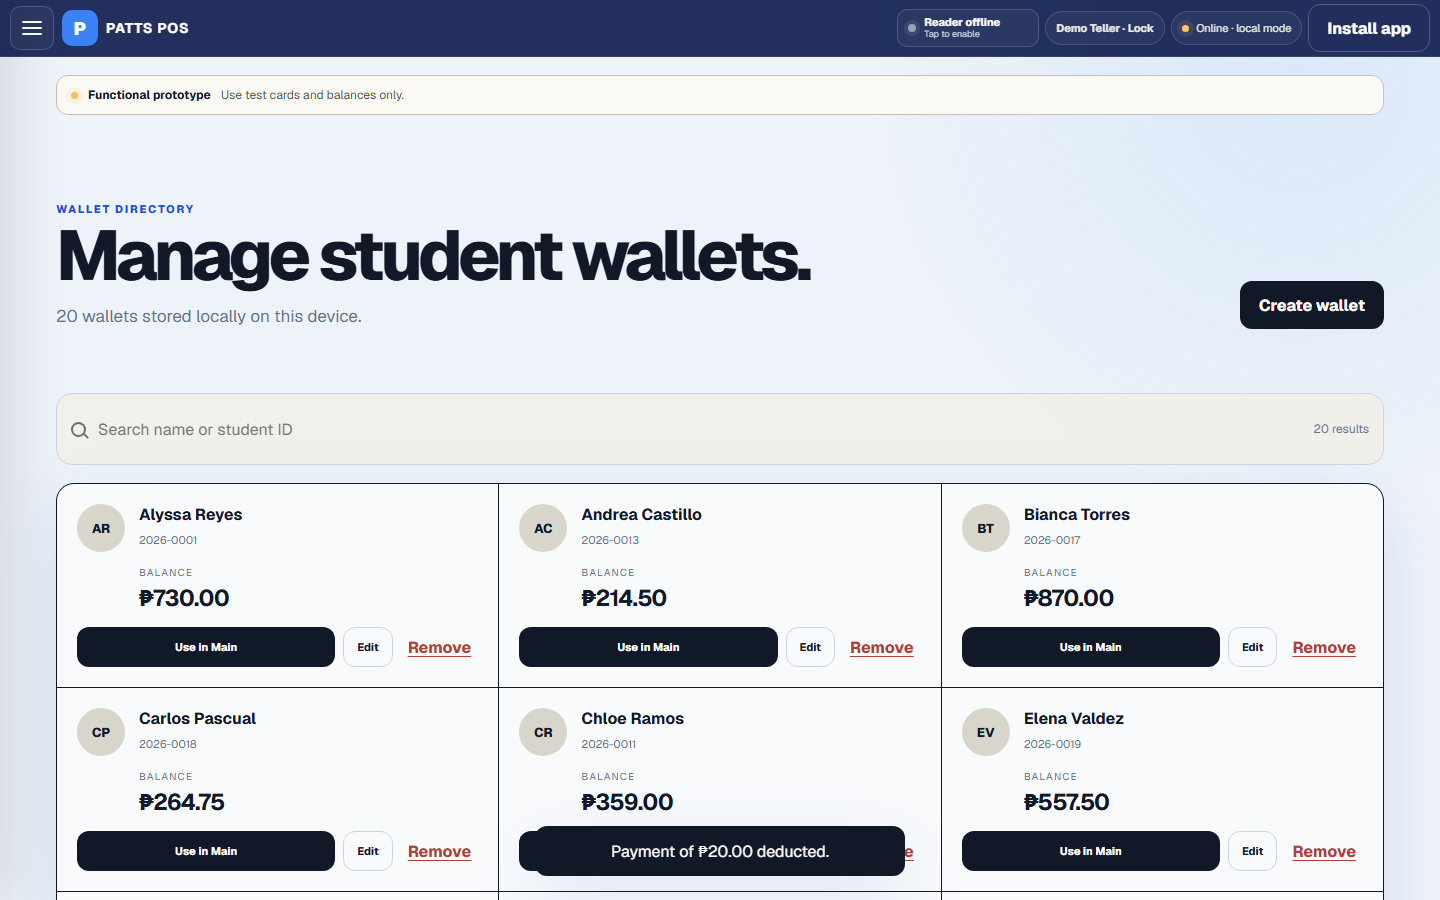 P PATTS POS
Reader offline
Tap to enable
Demo Teller · Lock
Online · local mode
Install app
Functional prototype Use test cards and balances only.
WALLET DIRECTORY
Manage student wallets.
20 wallets stored locally on this device.
Create wallet
Search name or student ID
20 results
AR
Alyssa Reyes
2026-0001
BALANCE
₱730.00
Use in Main Edit Remove
AC
Andrea Castillo
2026-0013
BALANCE
₱214.50
Use in Main Edit Remove
BT
Bianca Torres
2026-0017
BALANCE
₱870.00
Use in Main Edit Remove
CP
Carlos Pascual
2026-0018
BALANCE
₱264.75
Use in Main Edit Remove
CR
Chloe Ramos
2026-0011
BALANCE
₱359.00
Payment of ₱20.00 deducted.
EV
Elena Valdez
2026-0019
BALANCE
₱557.50
Use in Main Edit Remove